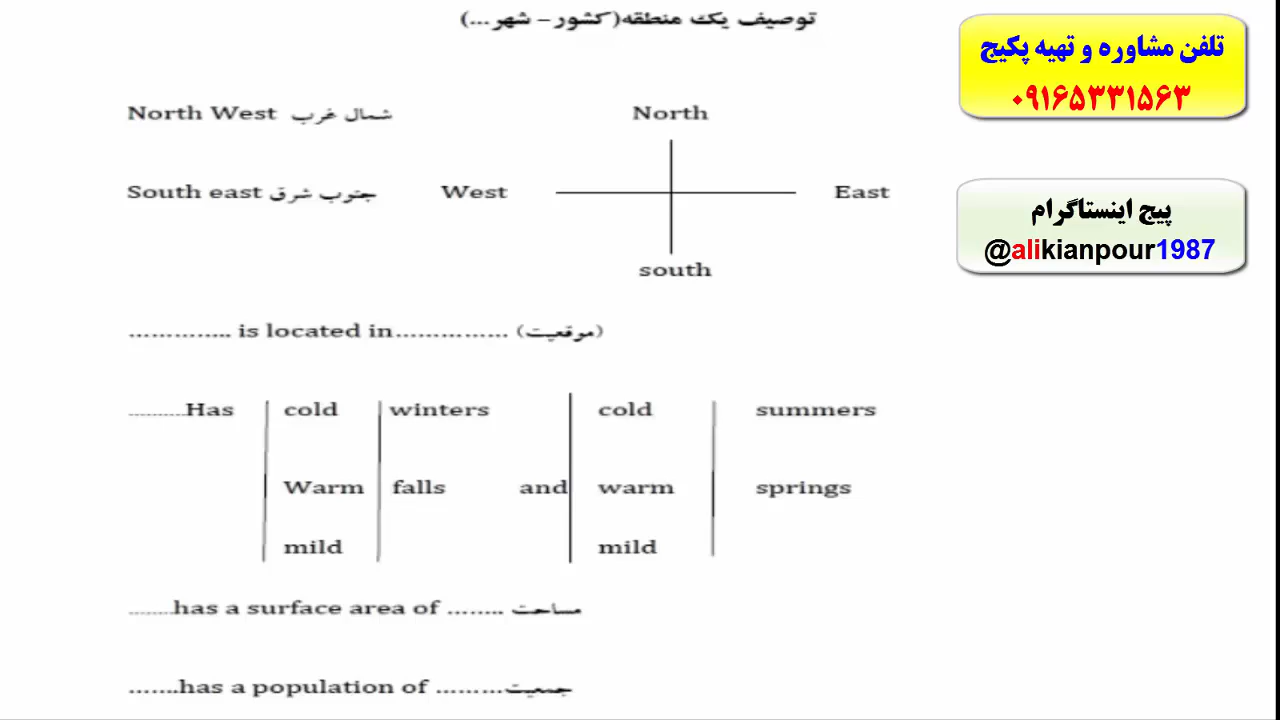 توصیف یک منطقه(کشور- شهر ...)
تلفن مشاوره و تهیه پکیج
۰۹۱۶۵۳۳۱۵۶۳
North West شمال غرب
North
South east جنوب شرق
West
East
پیج اینستاگرام
@alikianpour1987
south
………….. is located in…………… (موقعیت)
...........Has cold winters cold summers
Warm falls and warm springs
mild mild
.........has a surface area of …….. مساحت
…….has a population of ………جمعیت